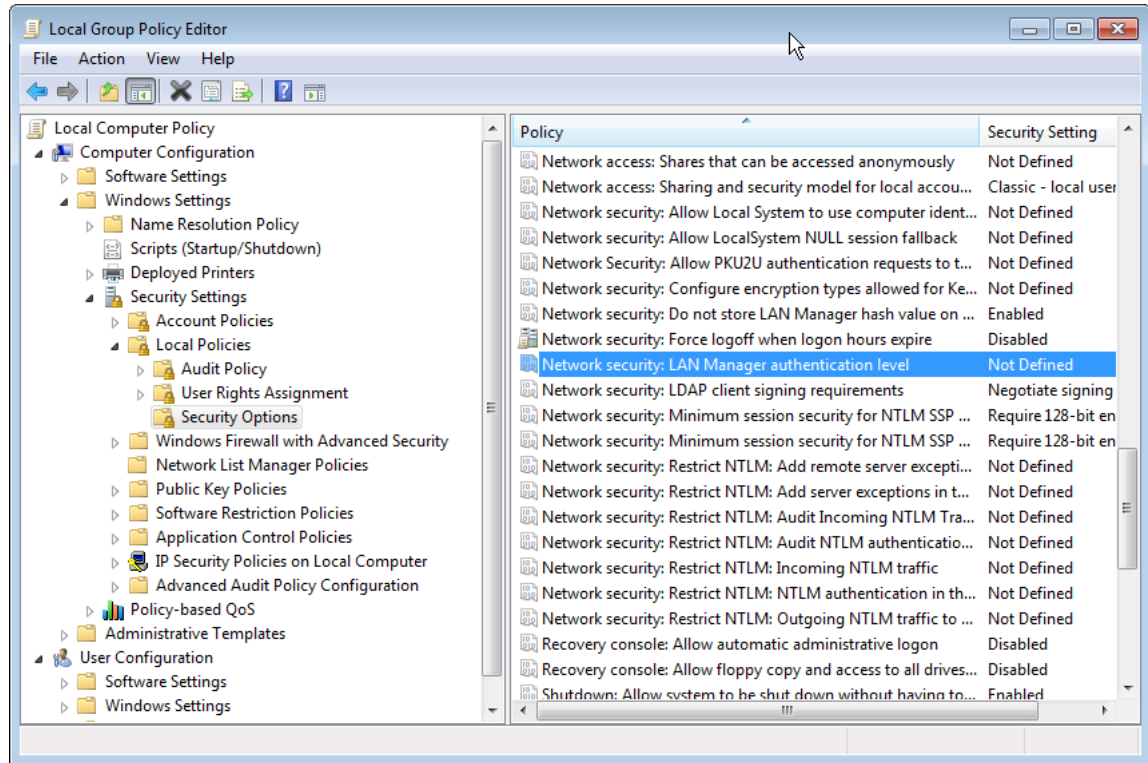 Local Group Policy Editor
File Action View Help
Local Computer Policy
Computer Configuration
Software Settings
Windows Settings
Name Resolution Policy
Scripts (Startup/Shutdown)
Deployed Printers
Security Settings
Account Policies
Local Policies
Audit Policy
User Rights Assignment
Security Options
Windows Firewall with Advanced Security
Network List Manager Policies
Public Key Policies
Software Restriction Policies
Application Control Policies
IP Security Policies on Local Computer
Advanced Audit Policy Configuration
Policy-based QoS
Administrative Templates
User Configuration
Software Settings
Windows Settings
Policy Security Setting
Network access: Shares that can be accessed anonymously Not Defined
Network access: Sharing and security model for local accou... Classic - local user
Network security: Allow Local System to use computer ident... Not Defined
Network security: Allow LocalSystem NULL session fallback Not Defined
Network Security: Allow PKU2U authentication requests to t... Not Defined
Network security: Configure encryption types allowed for Ke... Not Defined
Network security: Do not store LAN Manager hash value on ... Enabled
Network security: Force logoff when logon hours expire Disabled
Network security: LAN Manager authentication level Not Defined
Network security: LDAP client signing requirements Negotiate signing
Network security: Minimum session security for NTLM SSP ... Require 128-bit en
Network security: Minimum session security for NTLM SSP ... Require 128-bit en
Network security: Restrict NTLM: Add remote server excepti... Not Defined
Network security: Restrict NTLM: Add server exceptions in t... Not Defined
Network security: Restrict NTLM: Audit Incoming NTLM Tra... Not Defined
Network security: Restrict NTLM: Audit NTLM authenticatio... Not Defined
Network security: Restrict NTLM: Incoming NTLM traffic Not Defined
Network security: Restrict NTLM: NTLM authentication in th... Not Defined
Network security: Restrict NTLM: Outgoing NTLM traffic to ... Not Defined
Recovery console: Allow automatic administrative logon Disabled
Recovery console: Allow floppy copy and access to all drives... Disabled
Shutdown: Allow system to be shut down without having to... Enabled